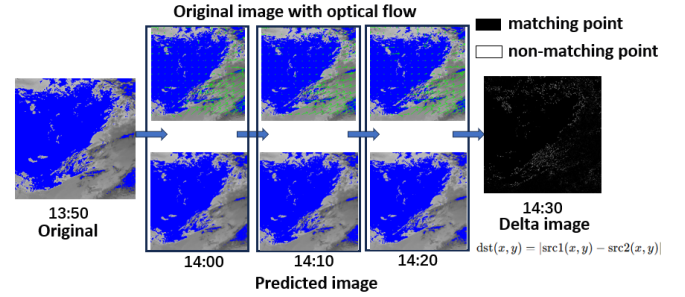 Original image with optical flow
matching point
non-matching point
13:50
Original
14:00
14:10
14:20
Predicted image
14:30
Delta image
dst(x, y) = |src1(x, y) − src2(x, y)|